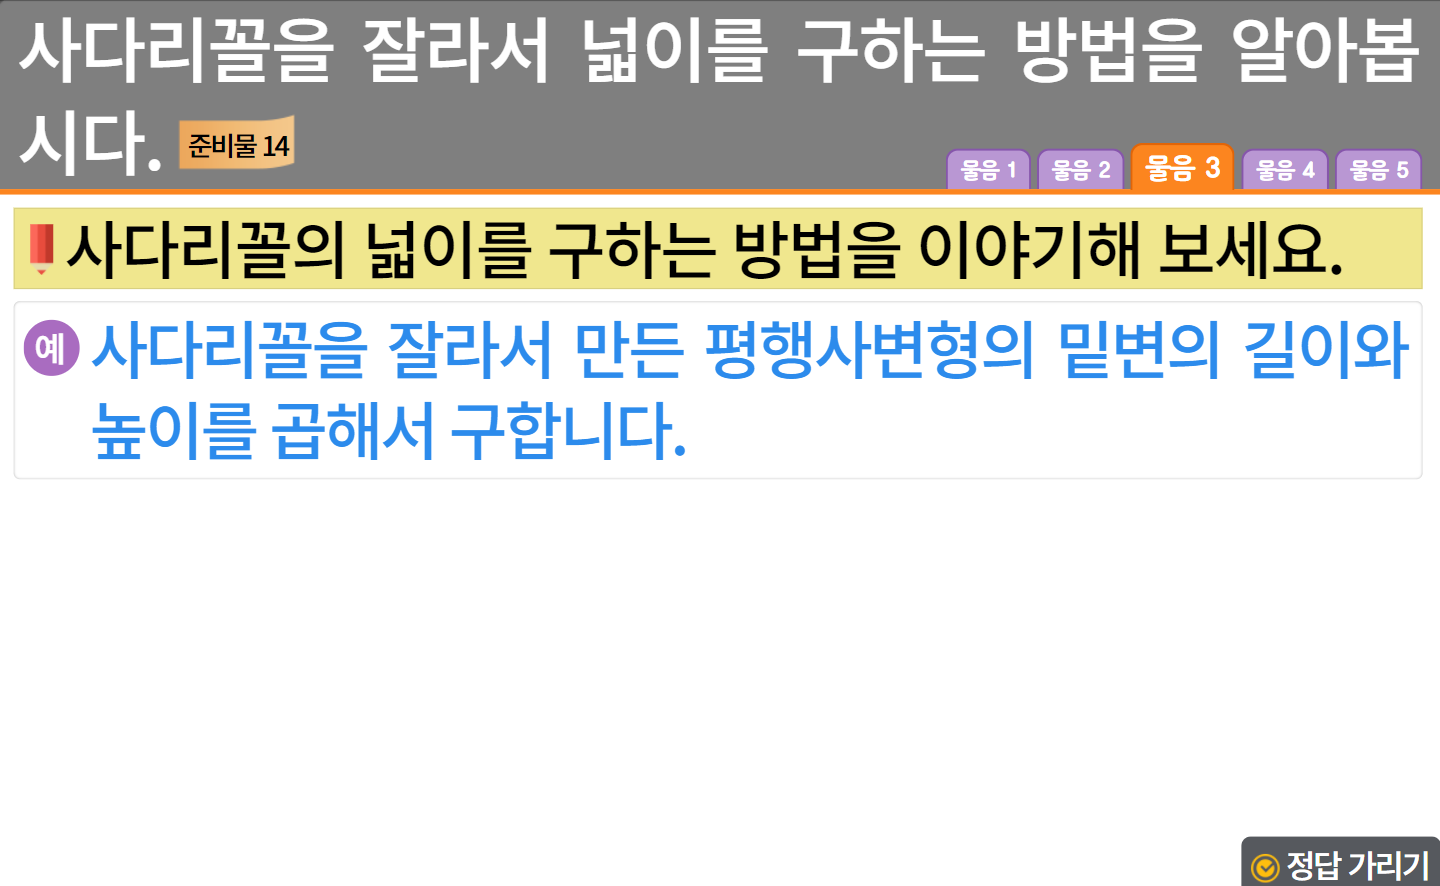 사다리꼴을 잘라서 넓이를 구하는 방법을 알아봅
시다. 준비물 14
물음 1 물음 2 물음 3 물음 4 물음 5
사다리꼴의 넓이를 구하는 방법을 이야기해 보세요.
예 사다리꼴을 잘라서 만든 평행사변형의 밑변의 길이와
높이를 곱해서 구합니다.
정답 가리기